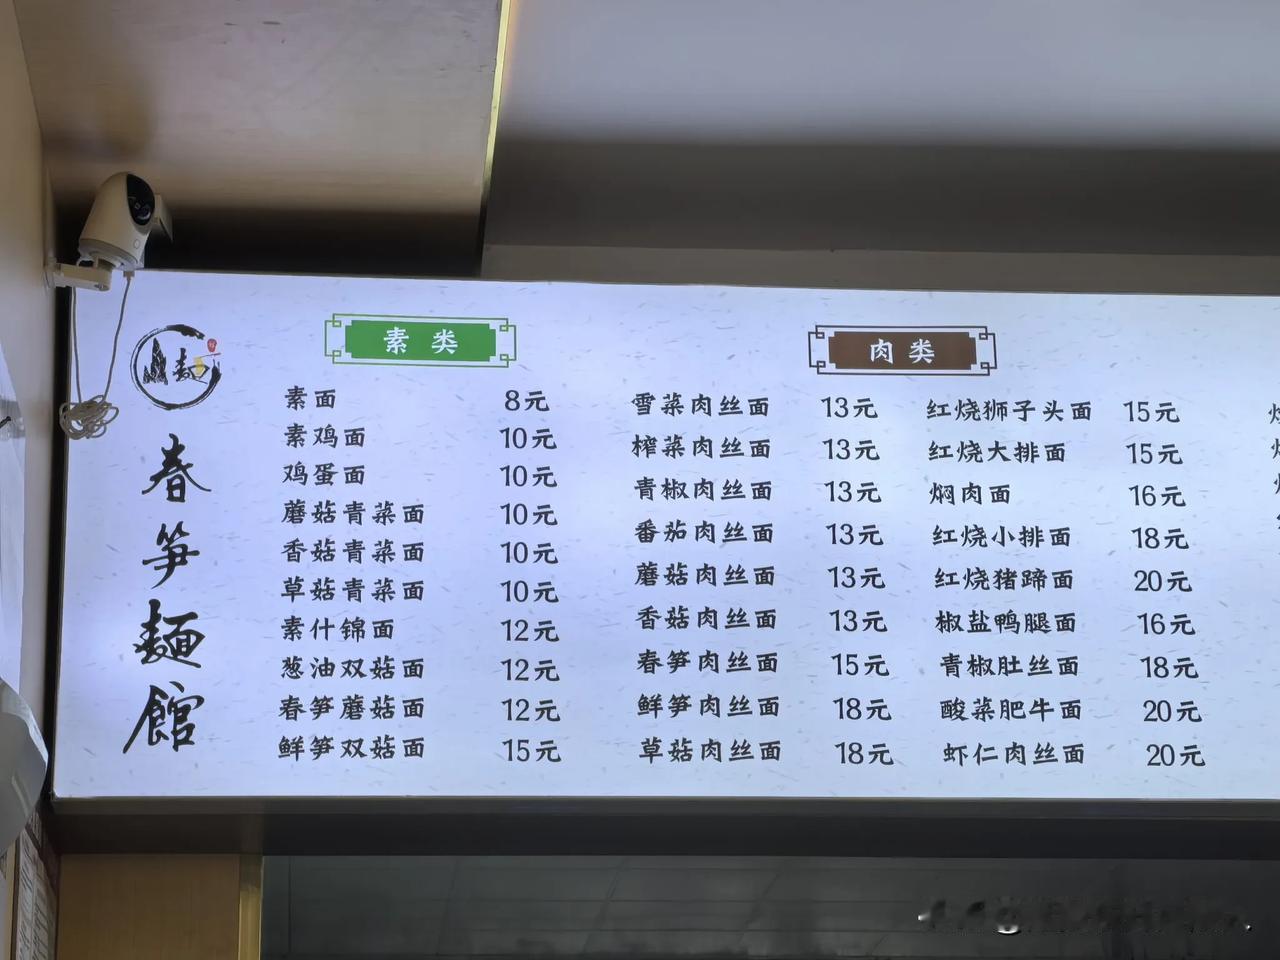 春笋麺館
素类
素面 8元
素鸡面 10元
鸡蛋面 10元
蘑菇青菜面 10元
香菇青菜面 10元
草菇青菜面 10元
素什锦面 12元
葱油双菇面 12元
春笋蘑菇面 12元
鲜笋双菇面 15元
肉类
雪菜肉丝面 13元
榨菜肉丝面 13元
青椒肉丝面 13元
番茄肉丝面 13元
蘑菇肉丝面 13元
香菇肉丝面 13元
春笋肉丝面 15元
鲜笋肉丝面 18元
草菇肉丝面 18元
红烧狮子头面 15元
红烧大排面 15元
焖肉面 16元
红烧小排面 18元
红烧猪蹄面 20元
椒盐鸭腿面 16元
青椒肚丝面 18元
酸菜肥牛面 20元
虾仁肉丝面 20元